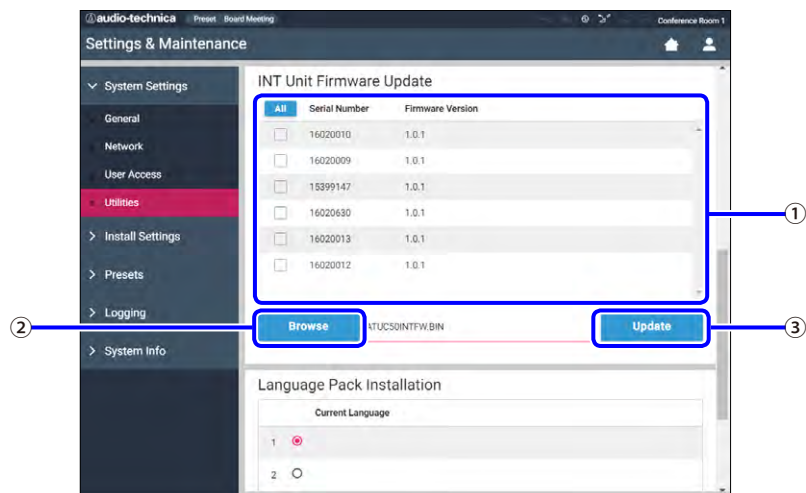 audio-technica Preset Board Meeting Conference Room 1
Settings & Maintenance
System Settings
General
Network
User Access
Utilities
Install Settings
Presets
Logging
System Info
INT Unit Firmware Update
All Serial Number Firmware Version
16020010 1.0.1
16020009 1.0.1
15399147 1.0.1
16020630 1.0.1
16020013 1.0.1
16020012 1.0.1
①
②
Browse ATUC50INTFW.BIN Update
③
Language Pack Installation
Current Language
1
2